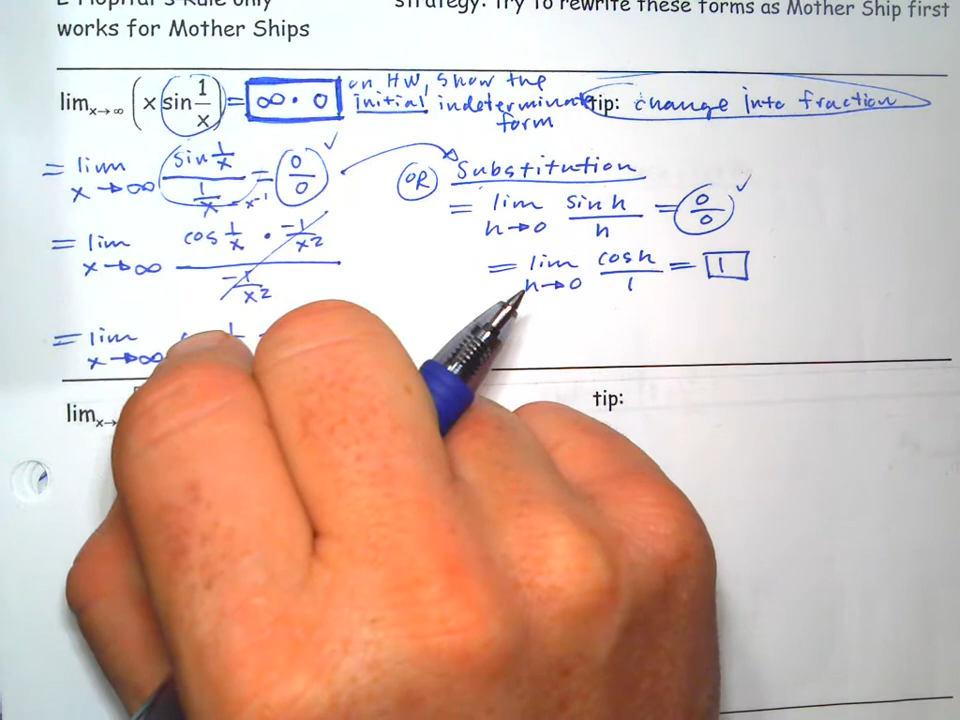 L'Hopital's Rule only
works for Mother Ships
strategy: Try to rewrite these forms as Mother Ship first
lim x→∞ (x sin 1/x) = ∞ · 0
on HW, show the
initial indeterminate
form
tip: change into fraction
= lim x→∞ sin 1/x / 1/x = x⁻¹ = 0/0 ✓
= lim x→∞ cos 1/x · -1/x² / -1/x²
= lim x→∞
OR Substitution
= lim h→0 sin h / h = 0/0 ✓
= lim h→0 cos h / 1 = 1
lim x→
tip: